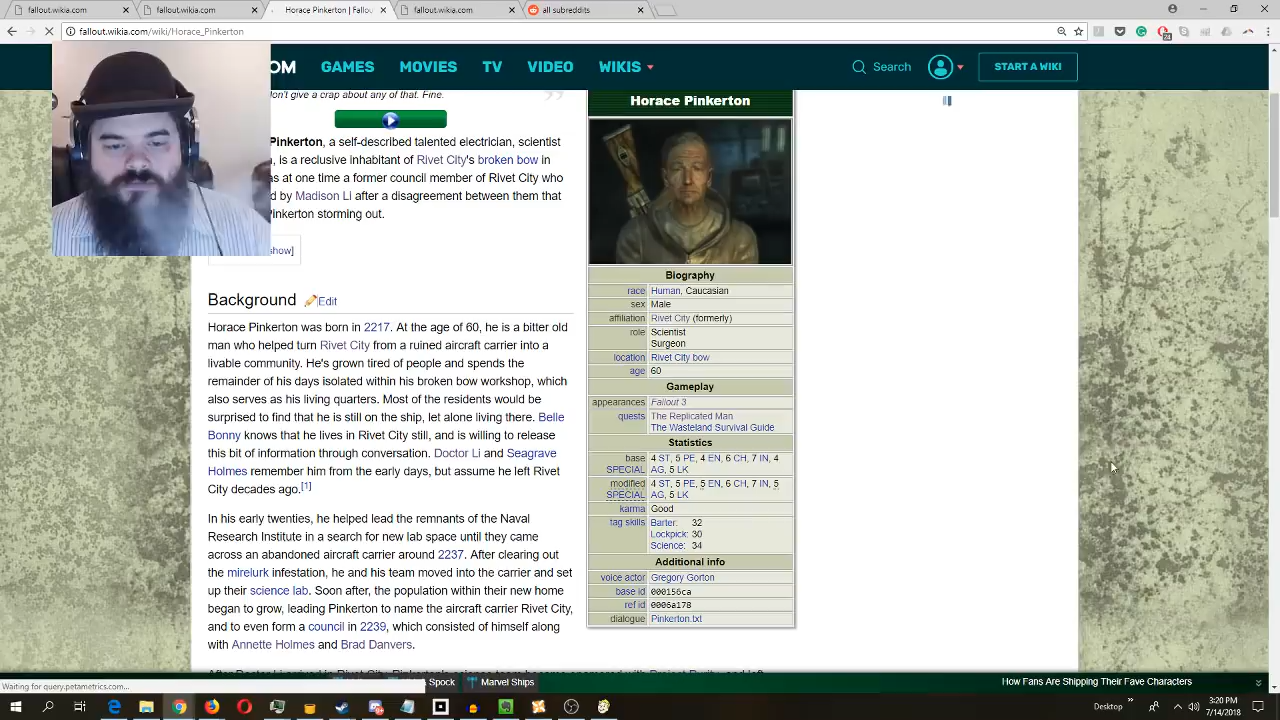 fallout.wikia.com
fallout.wikia.com
Horace Pinkerton | Fallou
fallout.wikia.com
all subreddits
fallout.wikia.com/wiki/Horace_Pinkerton
24
OM
GAMES
MOVIES
TV
VIDEO
WIKIS
Search
START A WIKI
on't give a crap about any of that. Fine.
Pinkerton, a self-described talented electrician, scientist
on, is a reclusive inhabitant of Rivet City's broken bow in
as at one time a former council member of Rivet City who
d by Madison Li after a disagreement between them that
Pinkerton storming out.
show]
Background Edit
Horace Pinkerton was born in 2217. At the age of 60, he is a bitter old
man who helped turn Rivet City from a ruined aircraft carrier into a
livable community. He's grown tired of people and spends the
remainder of his days isolated within his broken bow workshop, which
also serves as his living quarters. Most of the residents would be
surprised to find that he is still on the ship, let alone living there. Belle
Bonny knows that he lives in Rivet City still, and is willing to release
this bit of information through conversation. Doctor Li and Seagrave
Holmes remember him from the early days, but assume he left Rivet
City decades ago.[1]
In his early twenties, he helped lead the remnants of the Naval
Research Institute in a search for new lab space until they came
across an abandoned aircraft carrier around 2237. After clearing out
the mirelurk infestation, he and his team moved into the carrier and set
up their science lab. Soon after, the population within their new home
began to grow, leading Pinkerton to name the aircraft carrier Rivet City,
and to even form a council in 2239, which consisted of himself along
with Annette Holmes and Brad Danvers.
Horace Pinkerton
Biography
race Human, Caucasian
sex Male
affiliation Rivet City (formerly)
role Scientist
Surgeon
location Rivet City bow
age 60
Gameplay
appearances Fallout 3
quests The Replicated Man
The Wasteland Survival Guide
Statistics
base 4 ST, 5 PE, 4 EN, 6 CH, 7 IN, 4
SPECIAL AG, 5 LK
modified 4 ST, 5 PE, 5 EN, 6 CH, 7 IN, 5
SPECIAL AG, 5 LK
karma Good
tag skills Barter: 32
Lockpick: 30
Science: 34
Additional info
voice actor Gregory Gorton
base id 000156ca
ref id 0006a178
dialogue Pinkerton.txt
Waiting for query.petametrics.com...
Spock
Marvel Ships
How Fans Are Shipping Their Fave Characters
Desktop
3:20 PM
7/14/2018